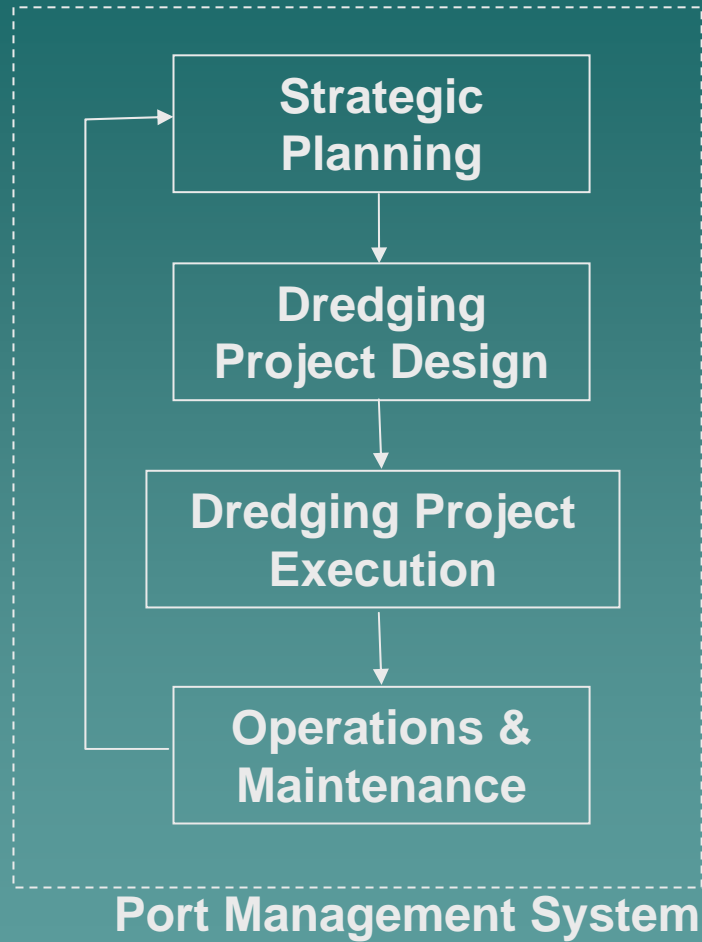 Strategic
Planning
Dredging
Project Design
Dredging Project
Execution
Operations &
Maintenance
Port Management System